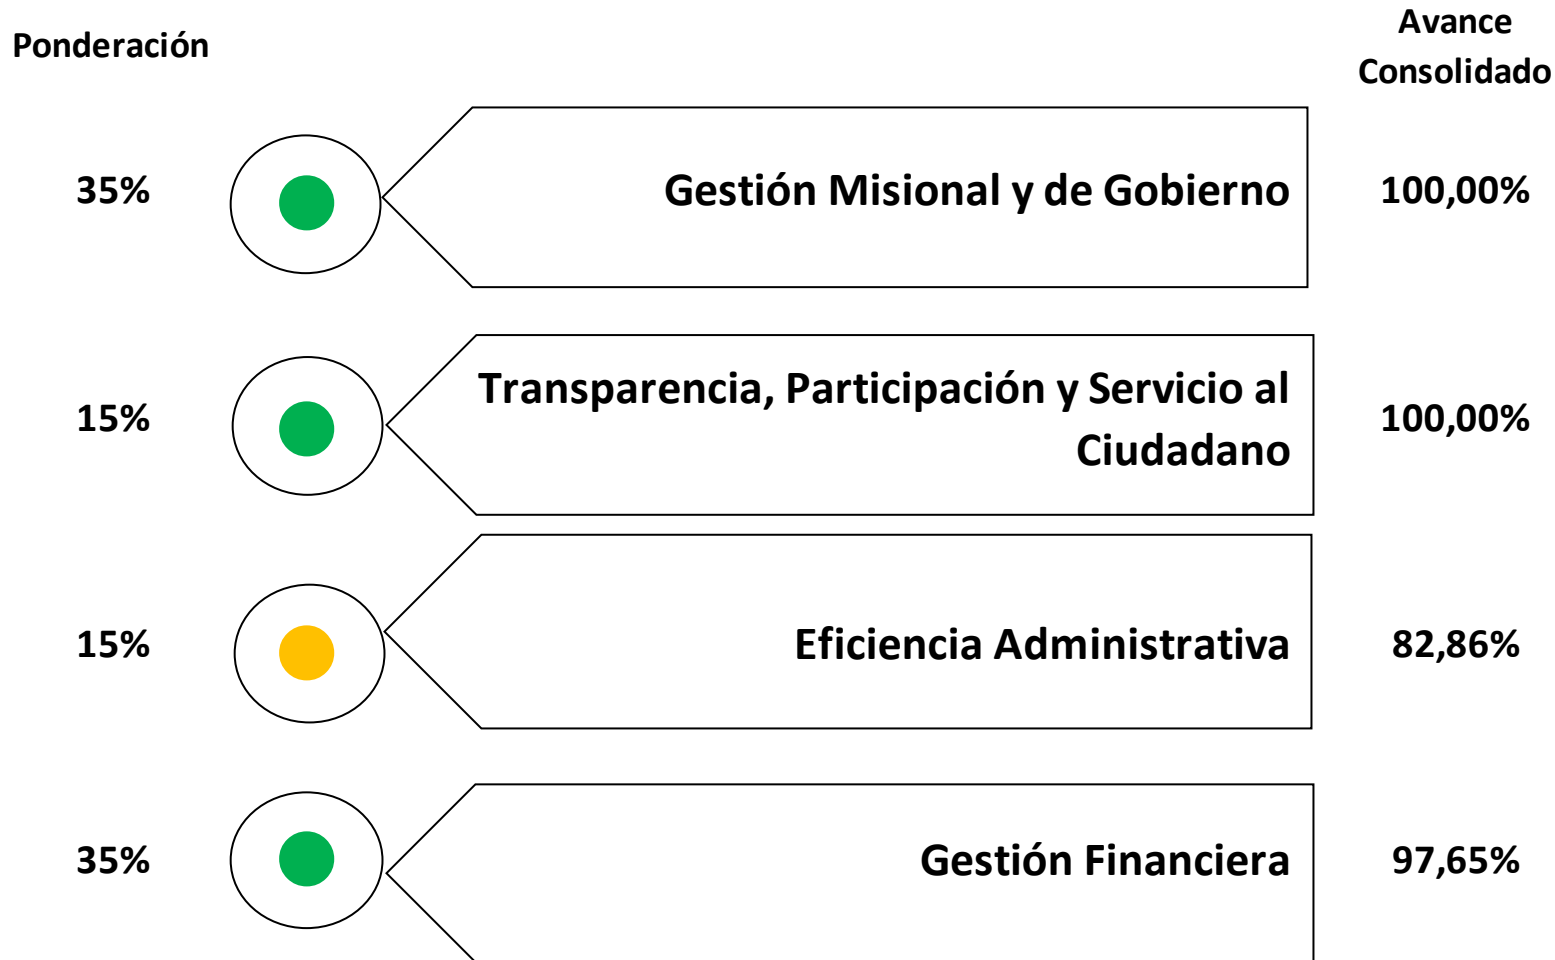 Ponderación
Avance
Consolidado
35%
Gestión Misional y de Gobierno
100,00%
15%
Transparencia, Participación y Servicio al
Ciudadano
100,00%
15%
Eficiencia Administrativa
82,86%
35%
Gestión Financiera
97,65%